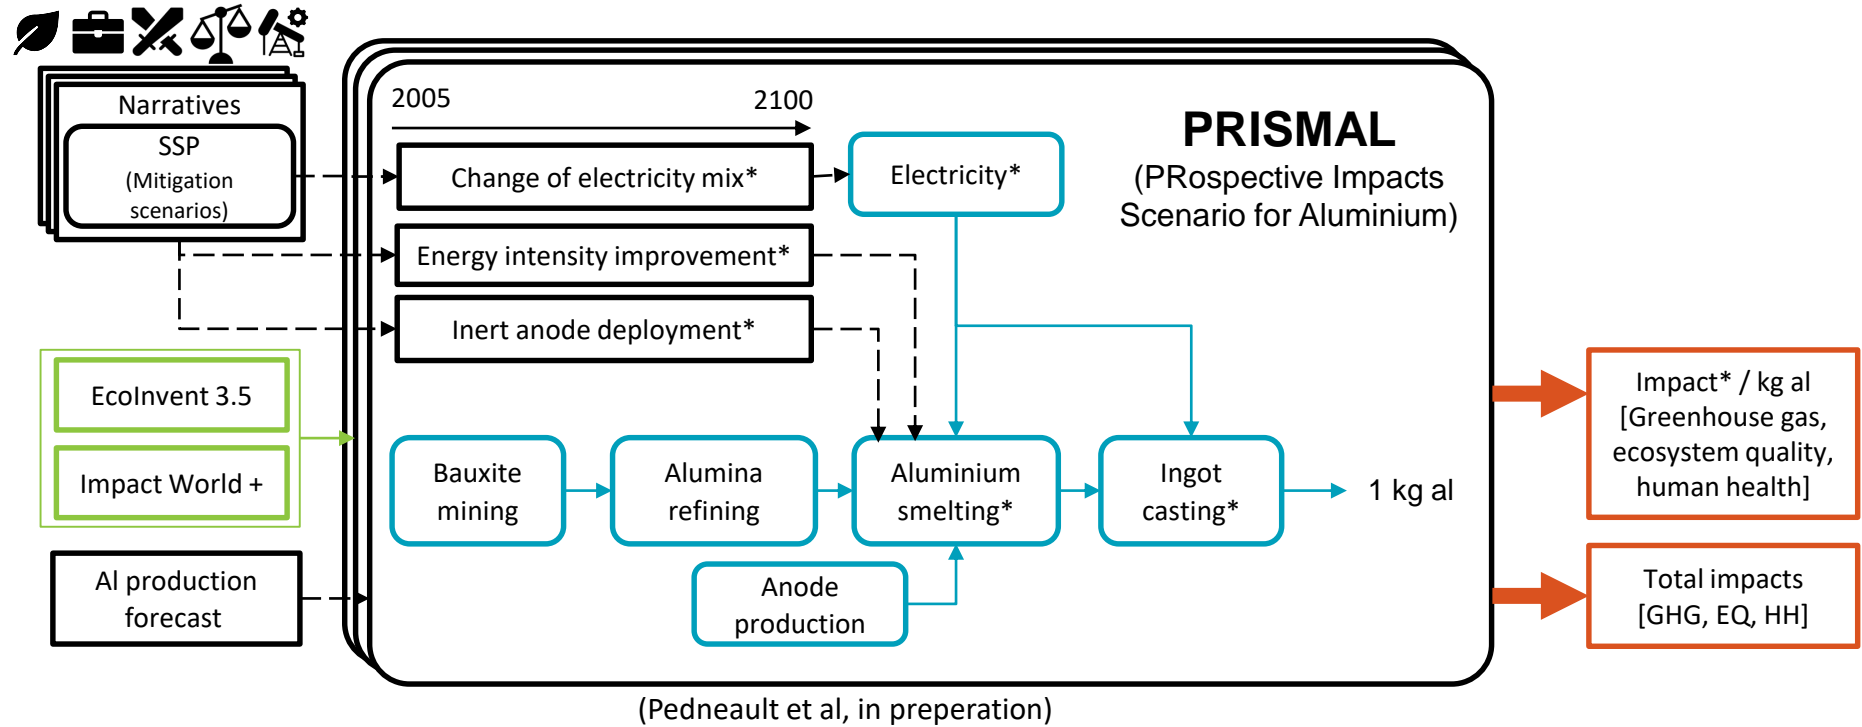 Narratives
SSP
(Mitigation
scenarios)
2005
2100
Change of electricity mix*
Electricity*
Energy intensity improvement*
Inert anode deployment*
PRISMAL
(PRospective Impacts
Scenario for Aluminium)
EcoInvent 3.5
Impact World +
Al production
forecast
Bauxite
mining
Alumina
refining
Aluminium
smelting*
Ingot
casting*
1 kg al
Anode
production
Impact* / kg al
[Greenhouse gas,
ecosystem quality,
human health]
Total impacts
[GHG, EQ, HH]
(Pedneault et al, in preperation)